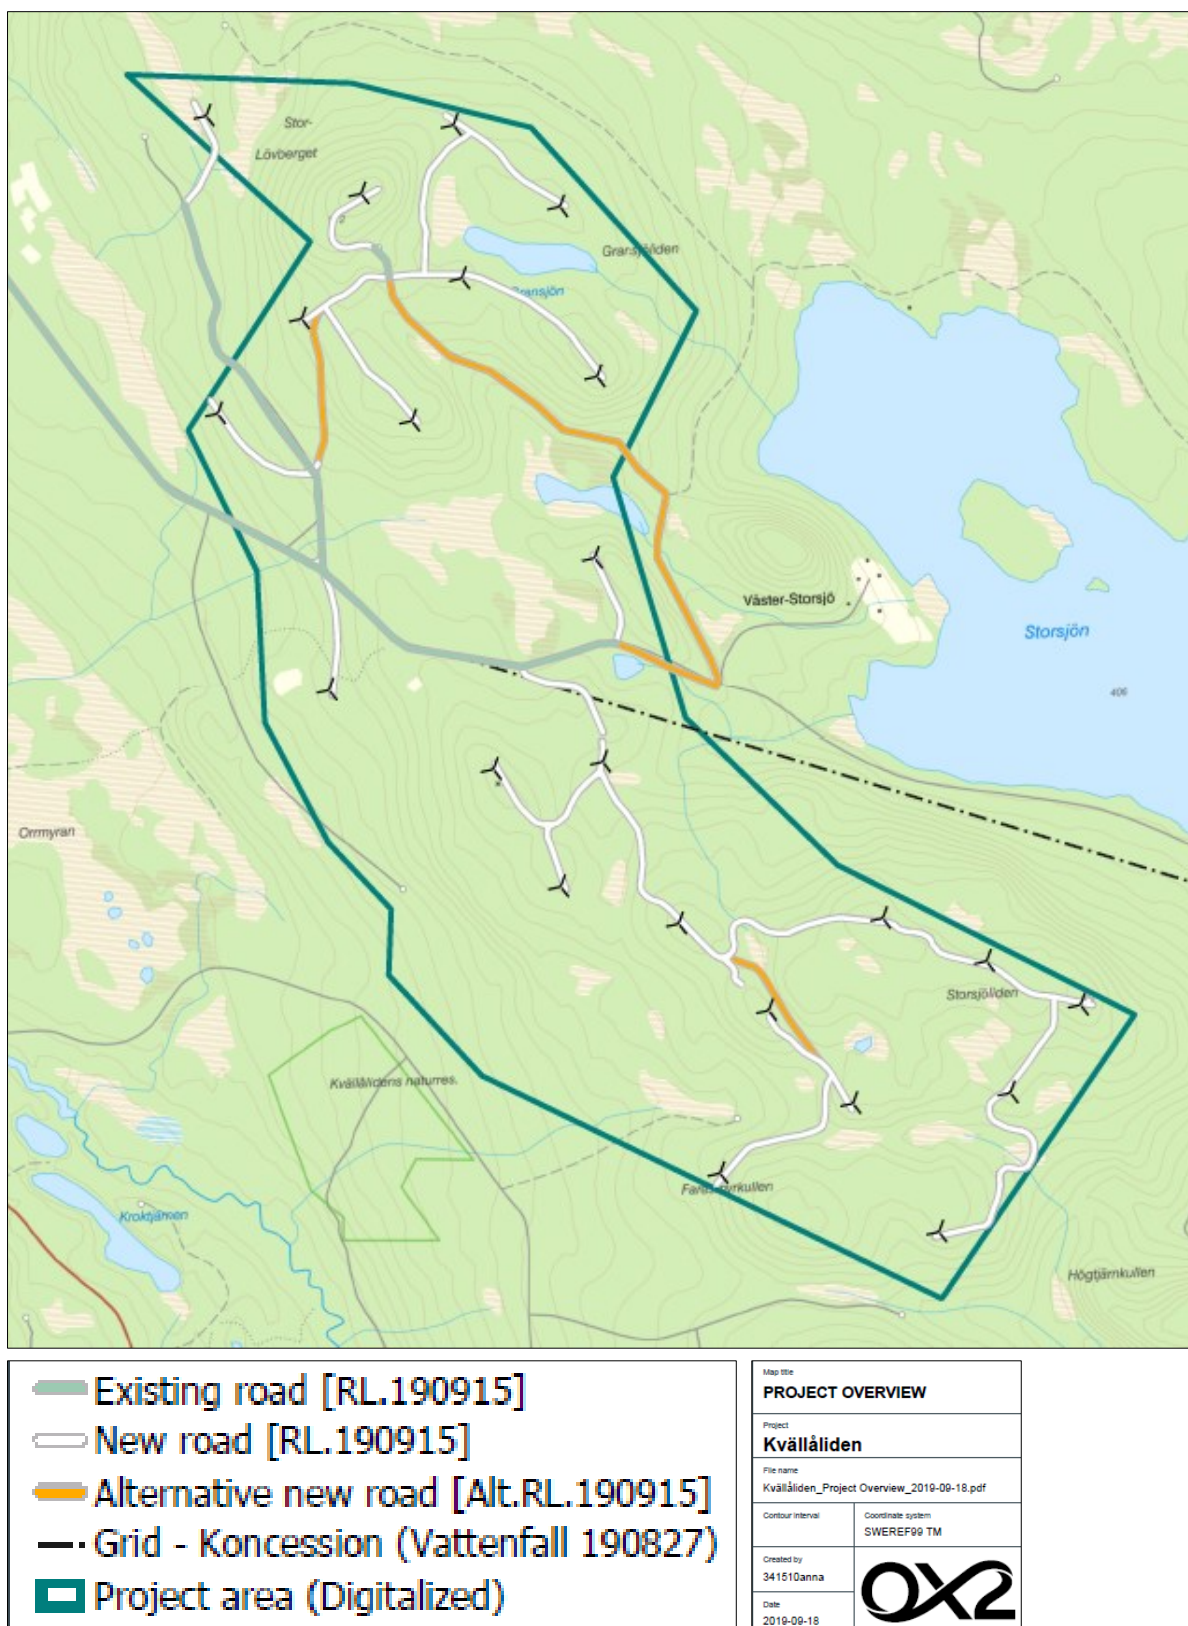 Stor-
Lövberget
Gransjöliden
Gransjön
Väster-Storsjö
Storsjön
406
Orrmyran
Storsjöliden
Kvällålidens naturres.
Kroktjärnen
Högtjärnkullen
Existing road [RL.190915]
New road [RL.190915]
Alternative new road [Alt.RL.190915]
Grid - Koncession (Vattenfall 190827)
Project area (Digitalized)
Map title
PROJECT OVERVIEW
Project
Kvällåliden
File name
Kvällåliden_Project Overview_2019-09-18.pdf
Contour interval
Coordinate system
SWEREF99 TM
Created by
341510anna
Date
2019-09-18
OX2